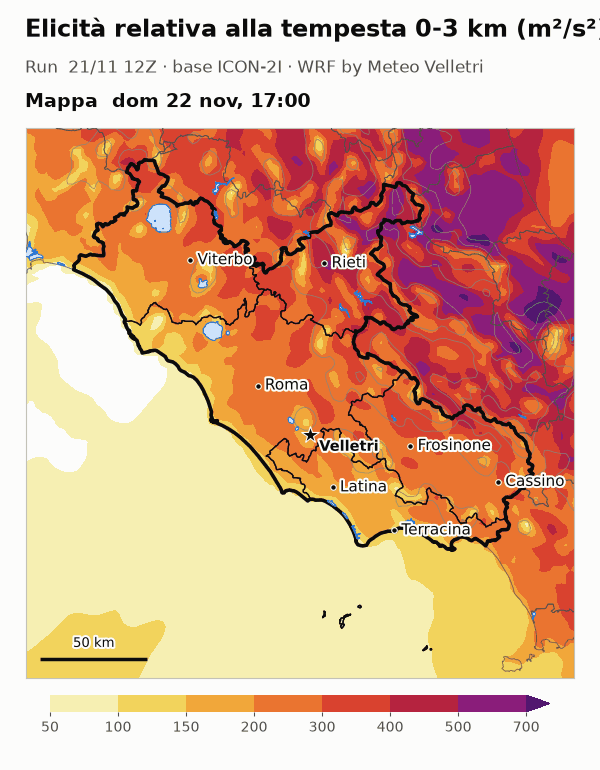 Elicità relativa alla tempesta 0-3 km (m²/s²)
Run 21/11 12Z · base ICON-2I · WRF by Meteo Velletri
Mappa dom 22 nov, 17:00
Viterbo
Rieti
Roma
Velletri
Frosinone
Cassino
Latina
Terracina
50 km
50 100 150 200 300 400 500 700